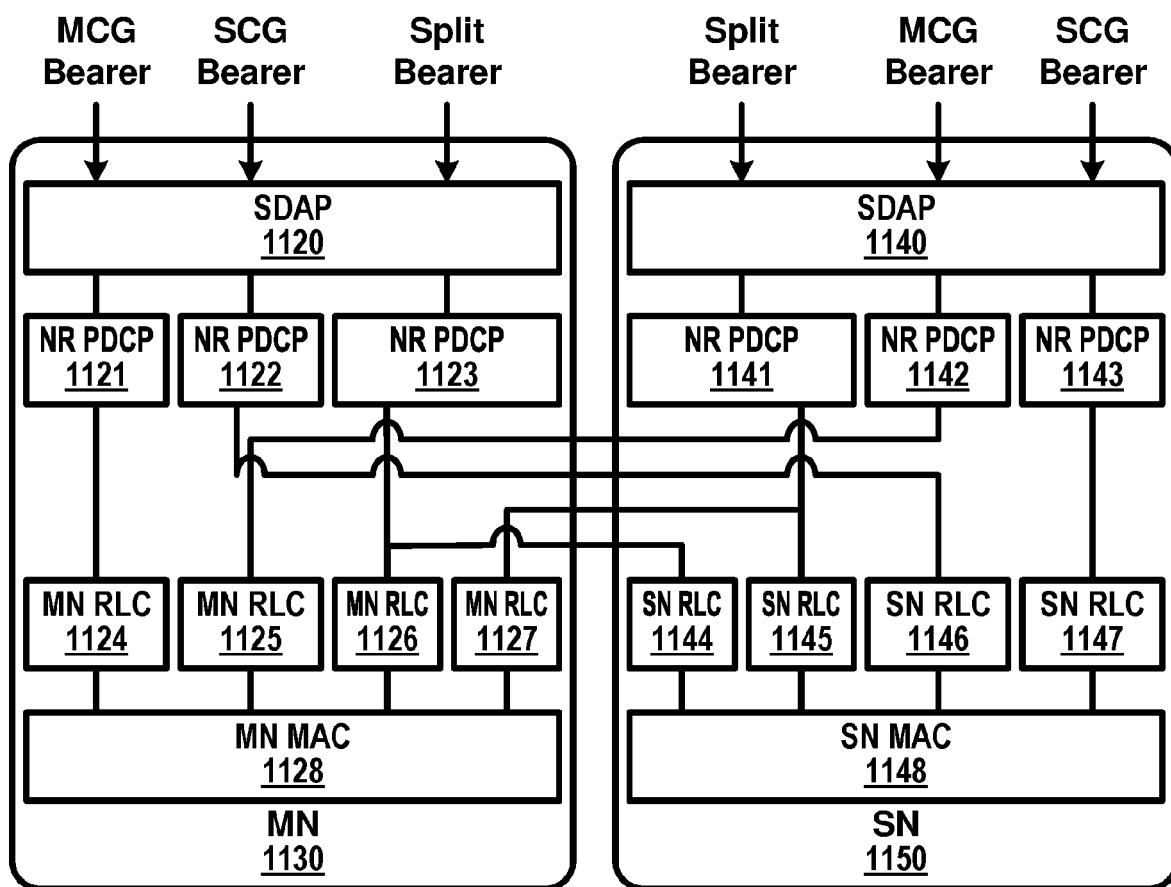 MCG SCG Split Split MCG SCG
Bearer Bearer Bearer Bearer Bearer Bearer
SDAP SDAP
1120 1140
NR PDCP NR PDCP NR PDCP NR PDCP NR PDCP NR PDCP
1121 1122 1123 1141 1142 1143
MN RLC MN RLC MN RLC MN RLC SN RLC SN RLC SN RLC SN RLC
1124 1125 1126 1127 1144 1145 1146 1147
MN MAC SN MAC
1128 1148
MN SN
1130 1150